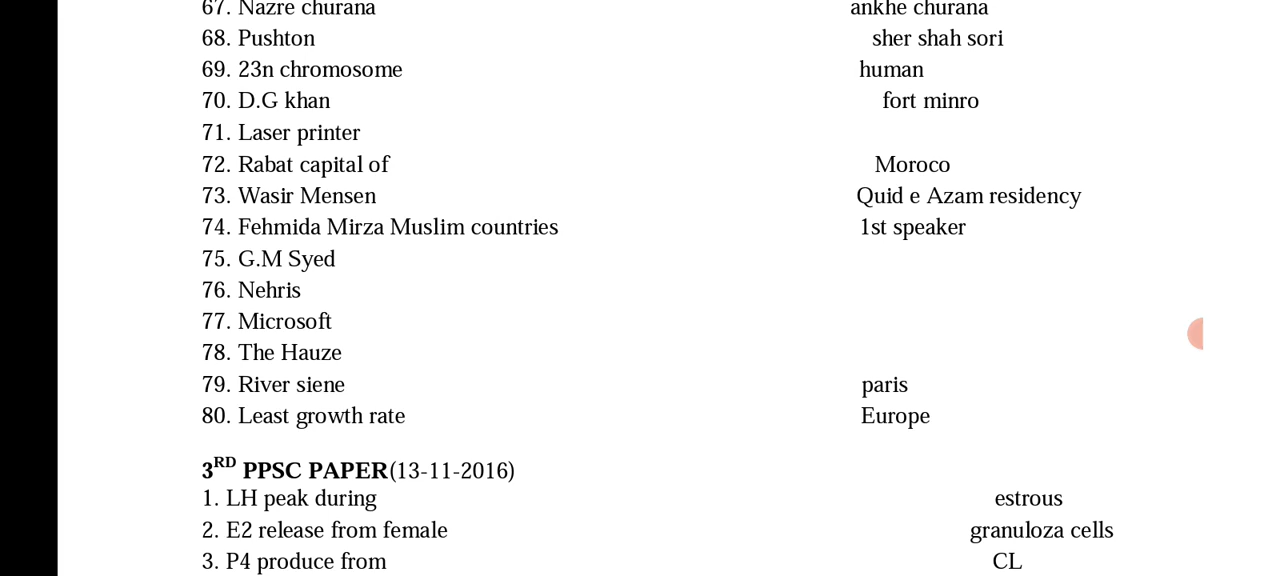 67. Nazre churana ankhe churana
68. Pushton sher shah sori
69. 23n chromosome human
70. D.G khan fort minro
71. Laser printer
72. Rabat capital of Moroco
73. Wasir Mensen Quid e Azam residency
74. Fehmida Mirza Muslim countries 1st speaker
75. G.M Syed
76. Nehris
77. Microsoft
78. The Hauze
79. River siene paris
80. Least growth rate Europe
3RD PPSC PAPER(13-11-2016)
1. LH peak during estrous
2. E2 release from female granuloza cells
3. P4 produce from CL